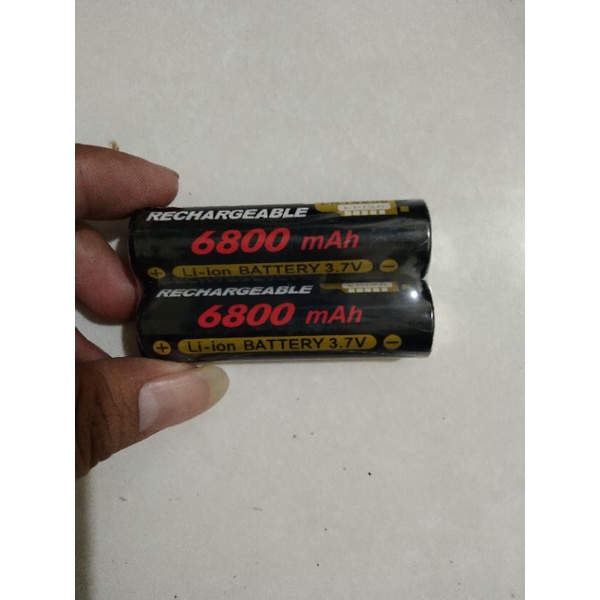 RECHARGEABLE
6800 mAh
+ Li-ion BATTERY 3.7V −
RECHARGEABLE
6800 mAh
+ Li-ion BATTERY 3.7V −